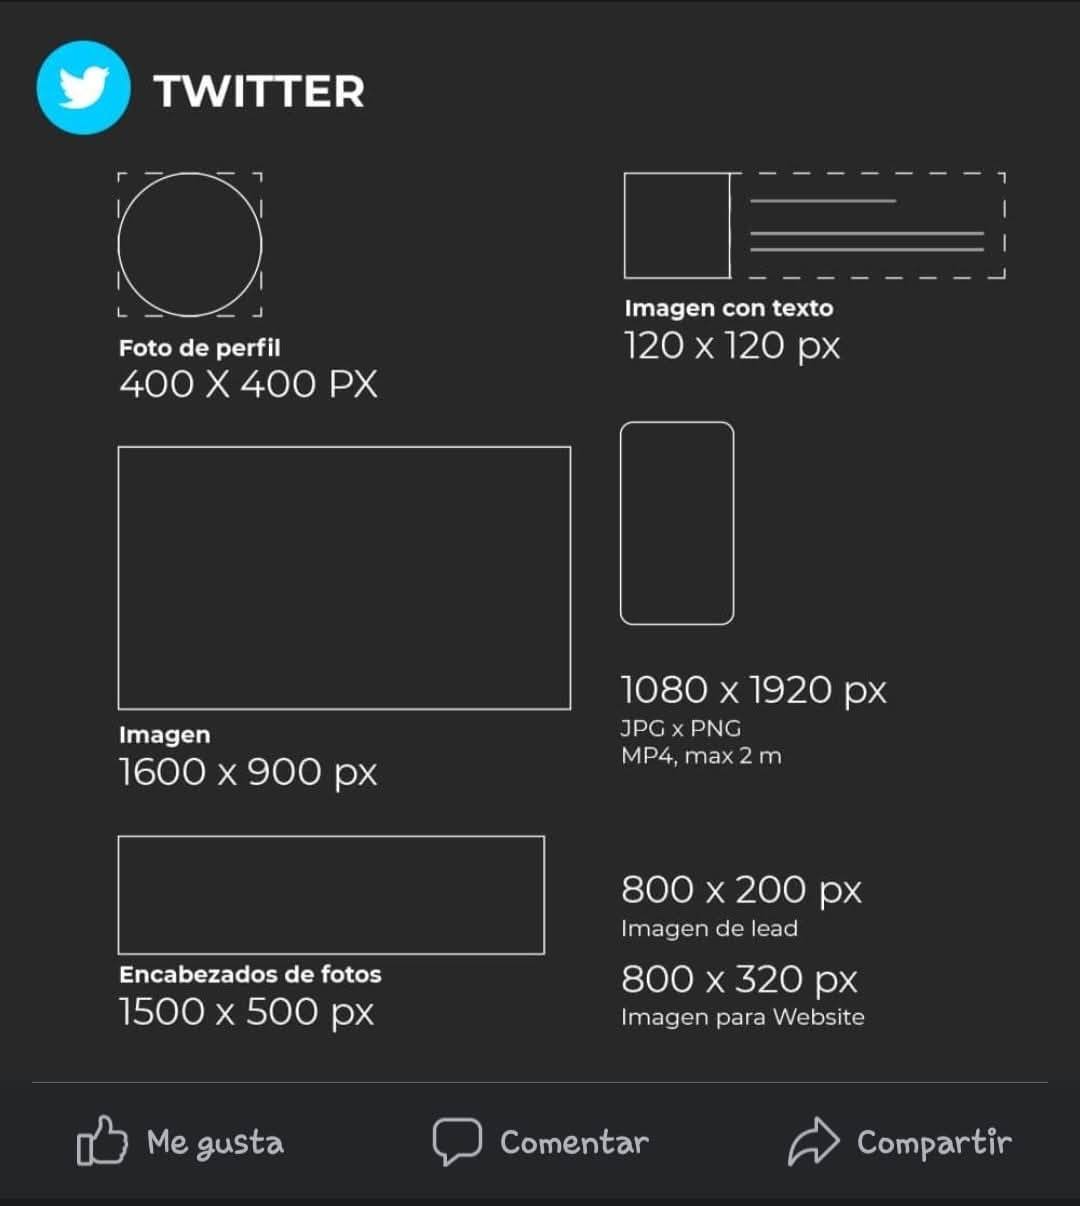 TWITTER
Foto de perfil
400 X 400 PX
Imagen con texto
120 x 120 px
Imagen
1600 x 900 px
1080 x 1920 px
JPG x PNG
MP4, max 2 m
Encabezados de fotos
1500 x 500 px
800 x 200 px
Imagen de lead
800 x 320 px
Imagen para Website
Me gusta
Comentar
Compartir